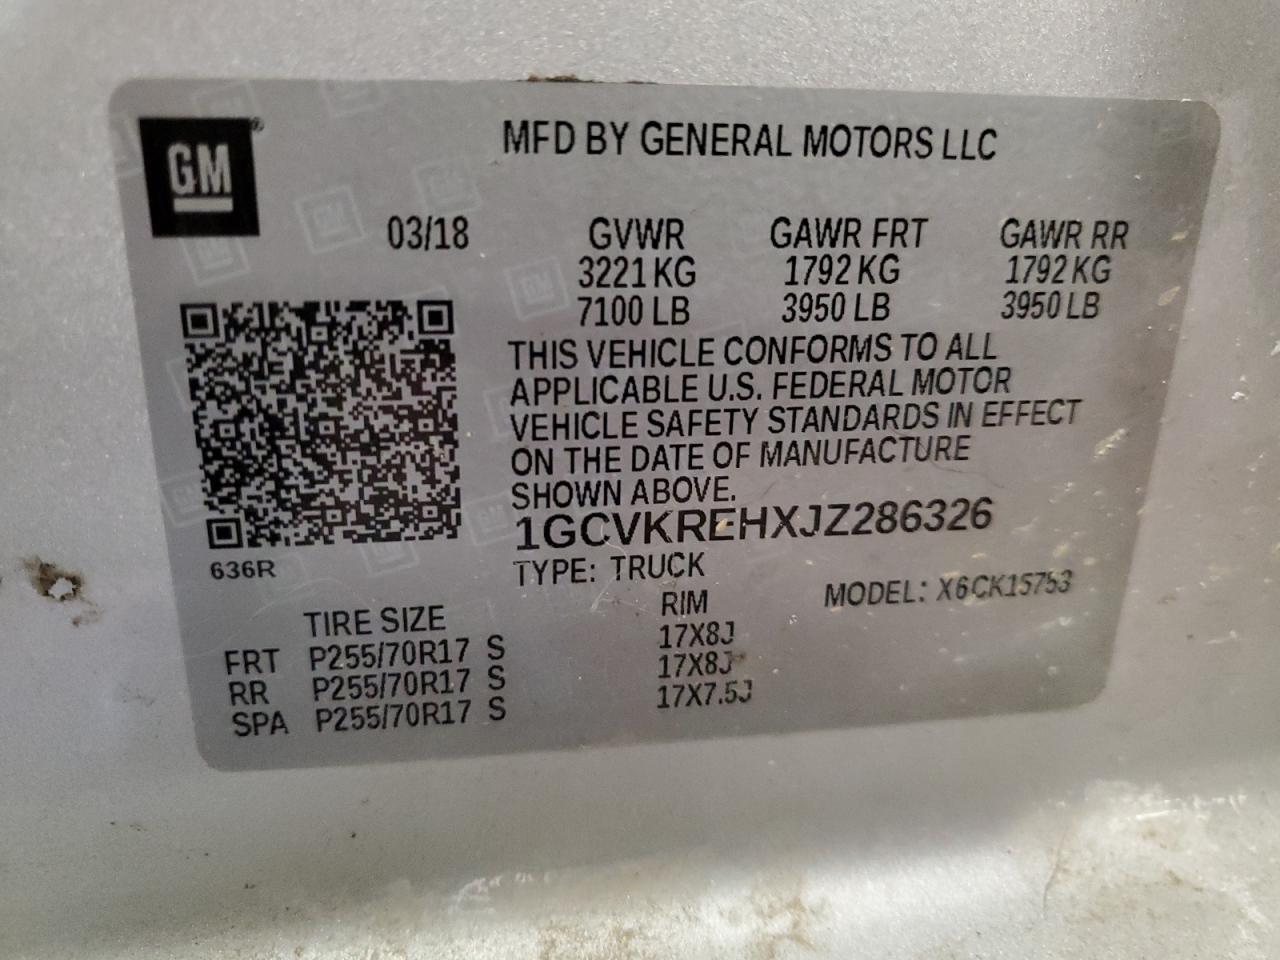 GM
MFD BY GENERAL MOTORS LLC
03/18 GVWR GAWR FRT GAWR RR
3221 KG 1792 KG 1792 KG
7100 LB 3950 LB 3950 LB
THIS VEHICLE CONFORMS TO ALL
APPLICABLE U.S. FEDERAL MOTOR
VEHICLE SAFETY STANDARDS IN EFFECT
ON THE DATE OF MANUFACTURE
SHOWN ABOVE.
1GCVKREHXJZ286326
636R
TYPE: TRUCK
MODEL: X6CK15753
TIRE SIZE RIM
FRT P255/70R17 S 17X8J
RR P255/70R17 S 17X8J
SPA P255/70R17 S 17X7.5J